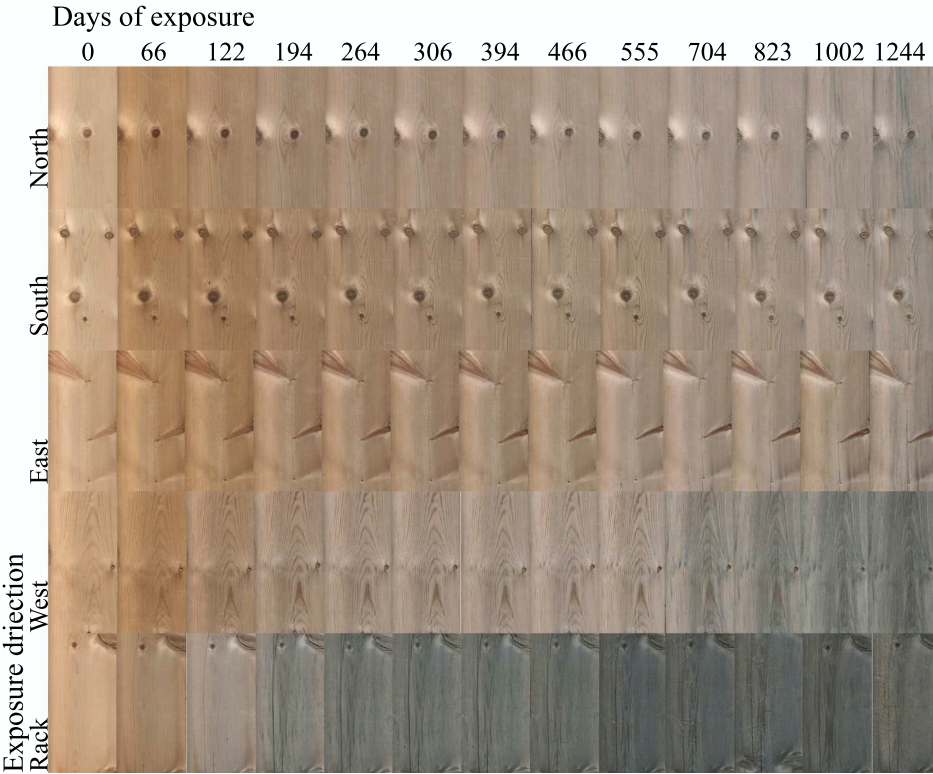 Days of exposure
0 66 122 194 264 306 394 466 555 704 823 1002 1244
North
South
East
West
Rack
Exposure driection